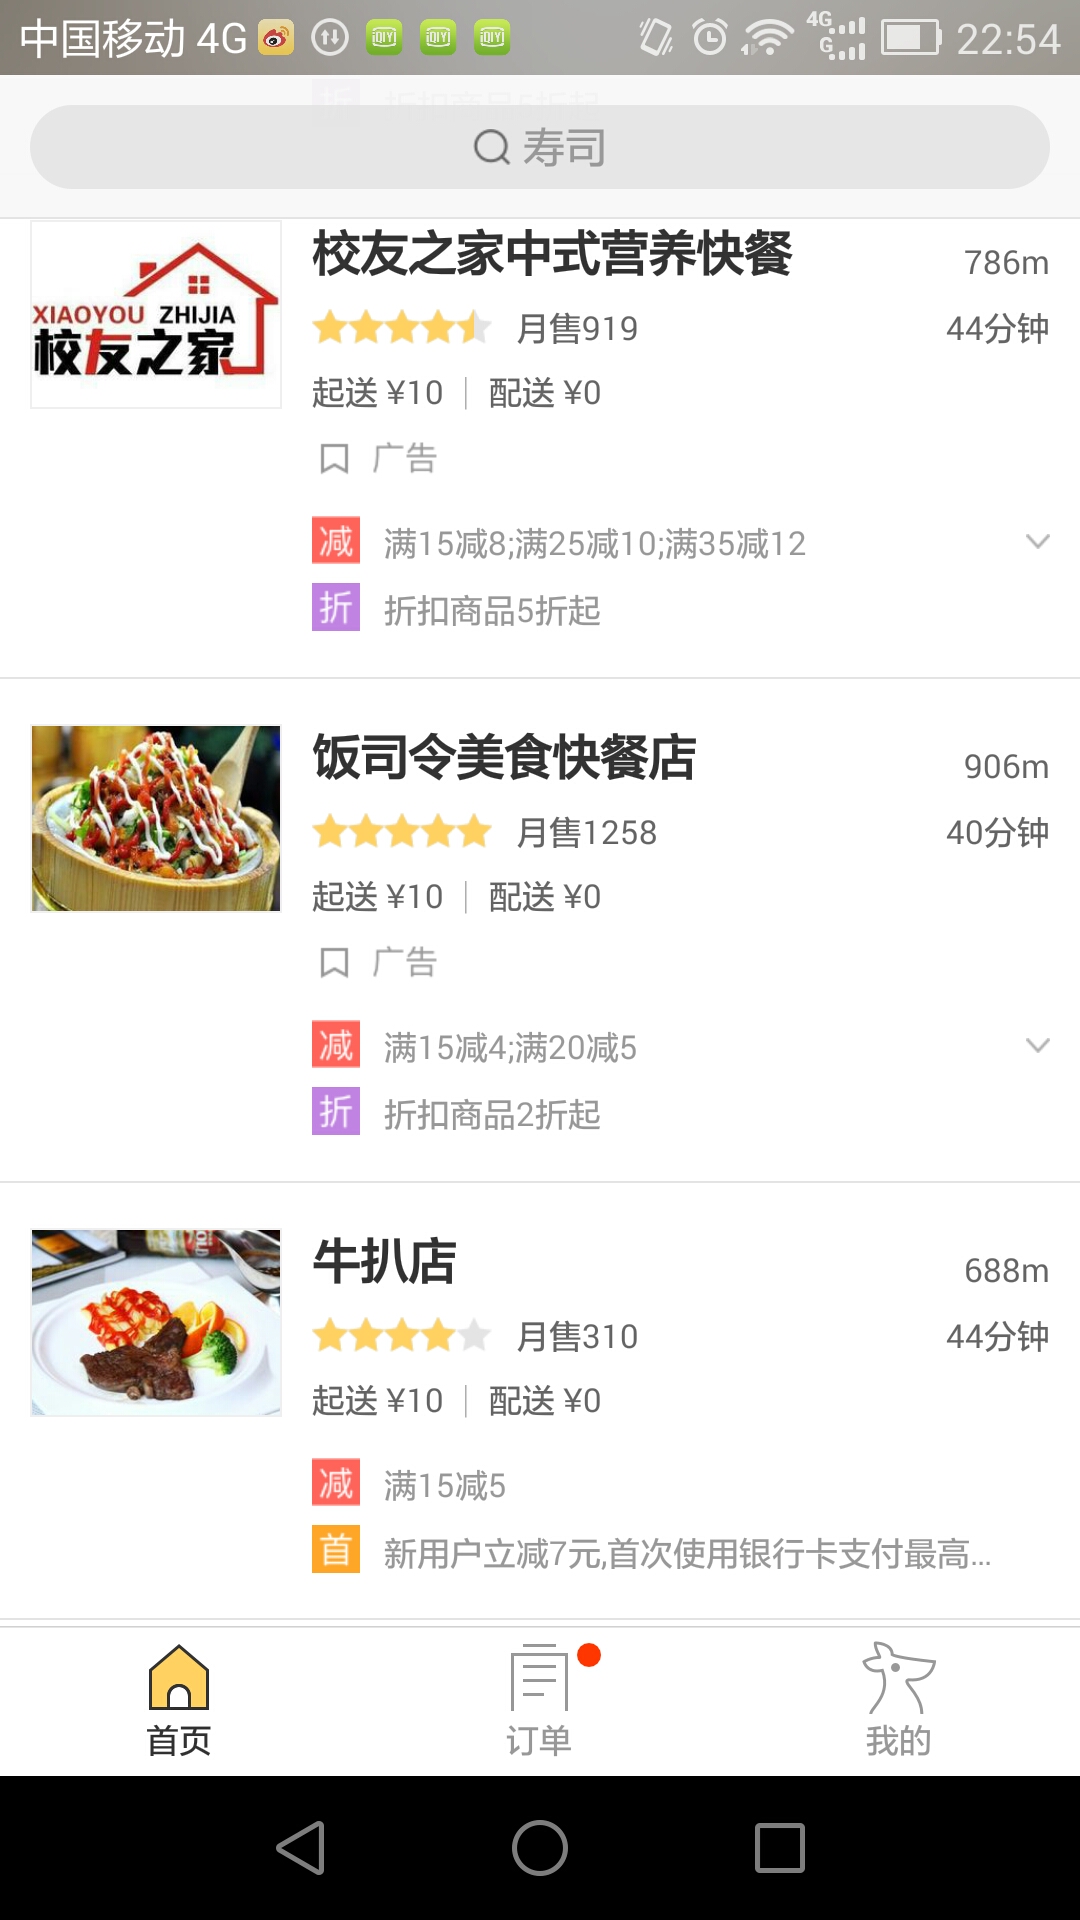 中国移动 4G 22:54
折 折扣商品5折起
寿司
XIAOYOU ZHIJIA
校友之家
校友之家中式营养快餐 786m
月售919 44分钟
起送 ¥10 配送 ¥0
广告
减 满15减8;满25减10;满35减12
折 折扣商品5折起
饭司令美食快餐店 906m
月售1258 40分钟
起送 ¥10 配送 ¥0
广告
减 满15减4;满20减5
折 折扣商品2折起
牛扒店 688m
月售310 44分钟
起送 ¥10 配送 ¥0
减 满15减5
首 新用户立减7元,首次使用银行卡支付最高...
首页 订单 我的